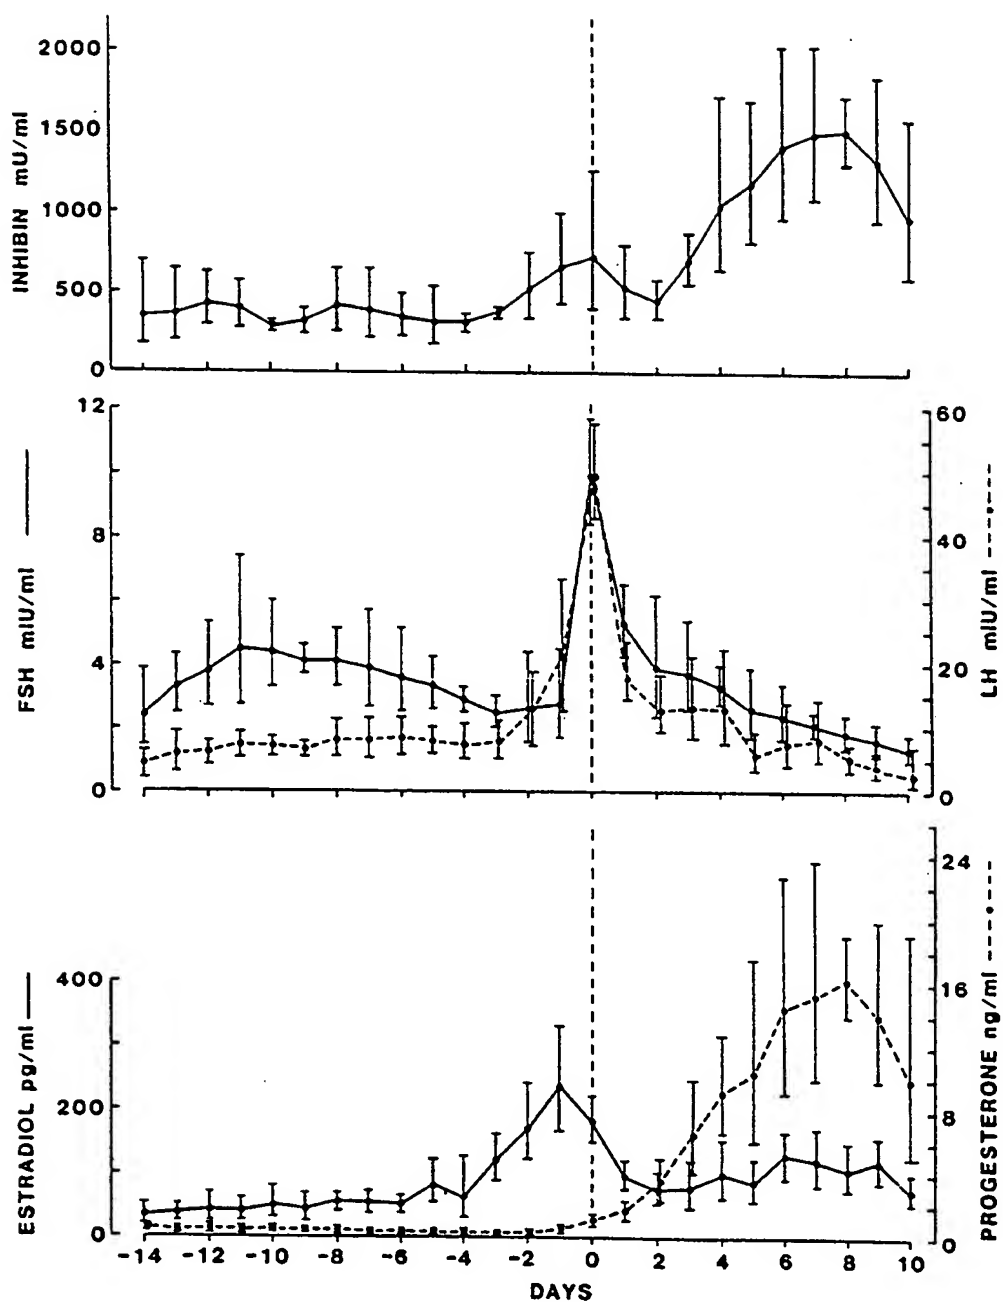 INHIBIN mU/ml
2000
1500
1000
500
0
FSH mIU/ml
12
8
4
0
60
40
20
0
LH mIU/ml
ESTRADIOL pg/ml
400
200
0
24
16
8
0
PROGESTERONE ng/ml
-14 -12 -10 -8 -6 -4 -2 0 2 4 6 8 10
DAYS